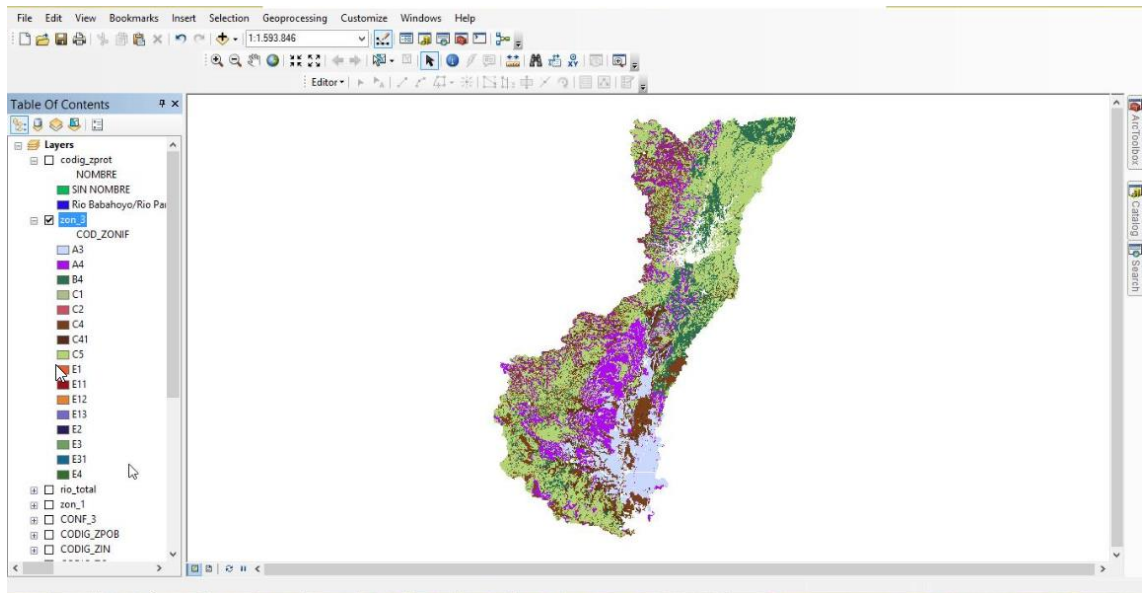 File Edit View Bookmarks Insert Selection Geoprocessing Customize Windows Help
1:1.593.846
Editor
Table Of Contents
Layers
codig_zprot
NOMBRE
SIN NOMBRE
Rio Babahoyo/Rio Pa
zon_3
COD_ZONIF
A3
A4
B4
C1
C2
C4
C41
C5
E1
E11
E12
E13
E2
E3
E31
E4
rio_total
zon_1
CONF_3
CODIG_ZPOB
CODIG_ZIN
ArcToolbox
Catalog
Search